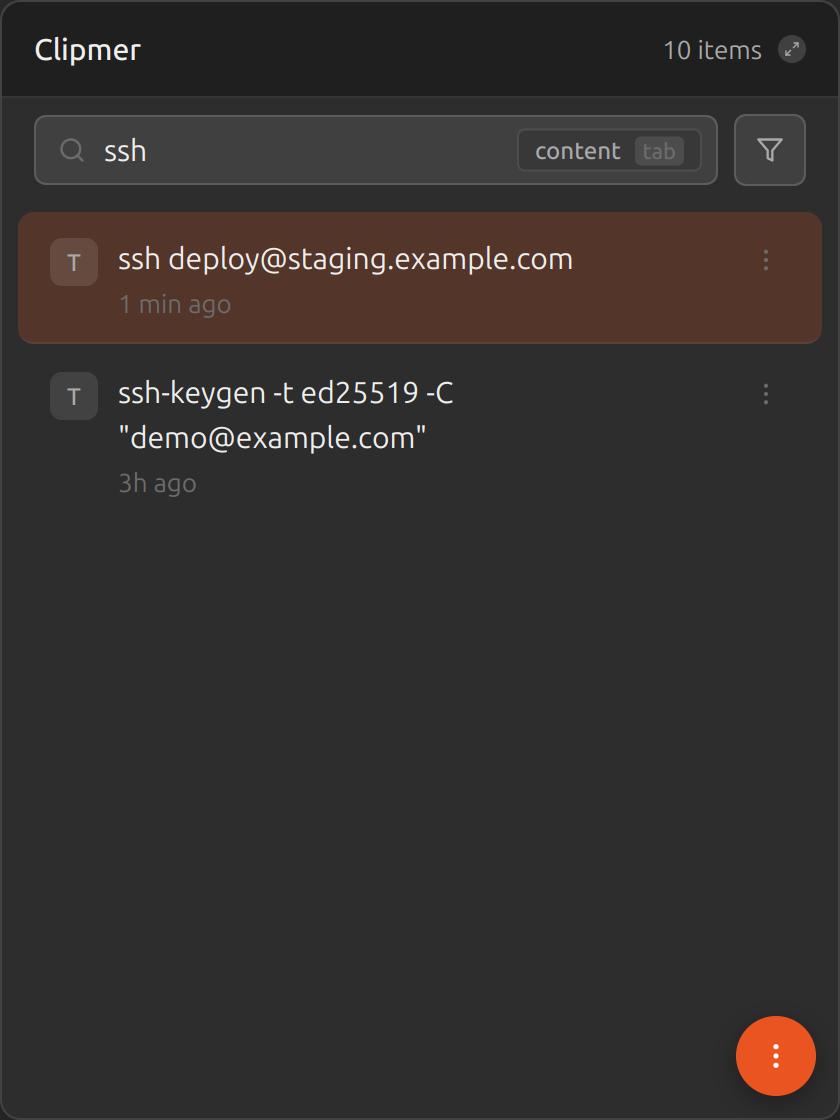 Clipmer
10 items
ssh
content tab
T
ssh deploy@staging.example.com
1 min ago
T
ssh-keygen -t ed25519 -C
"demo@example.com"
3h ago